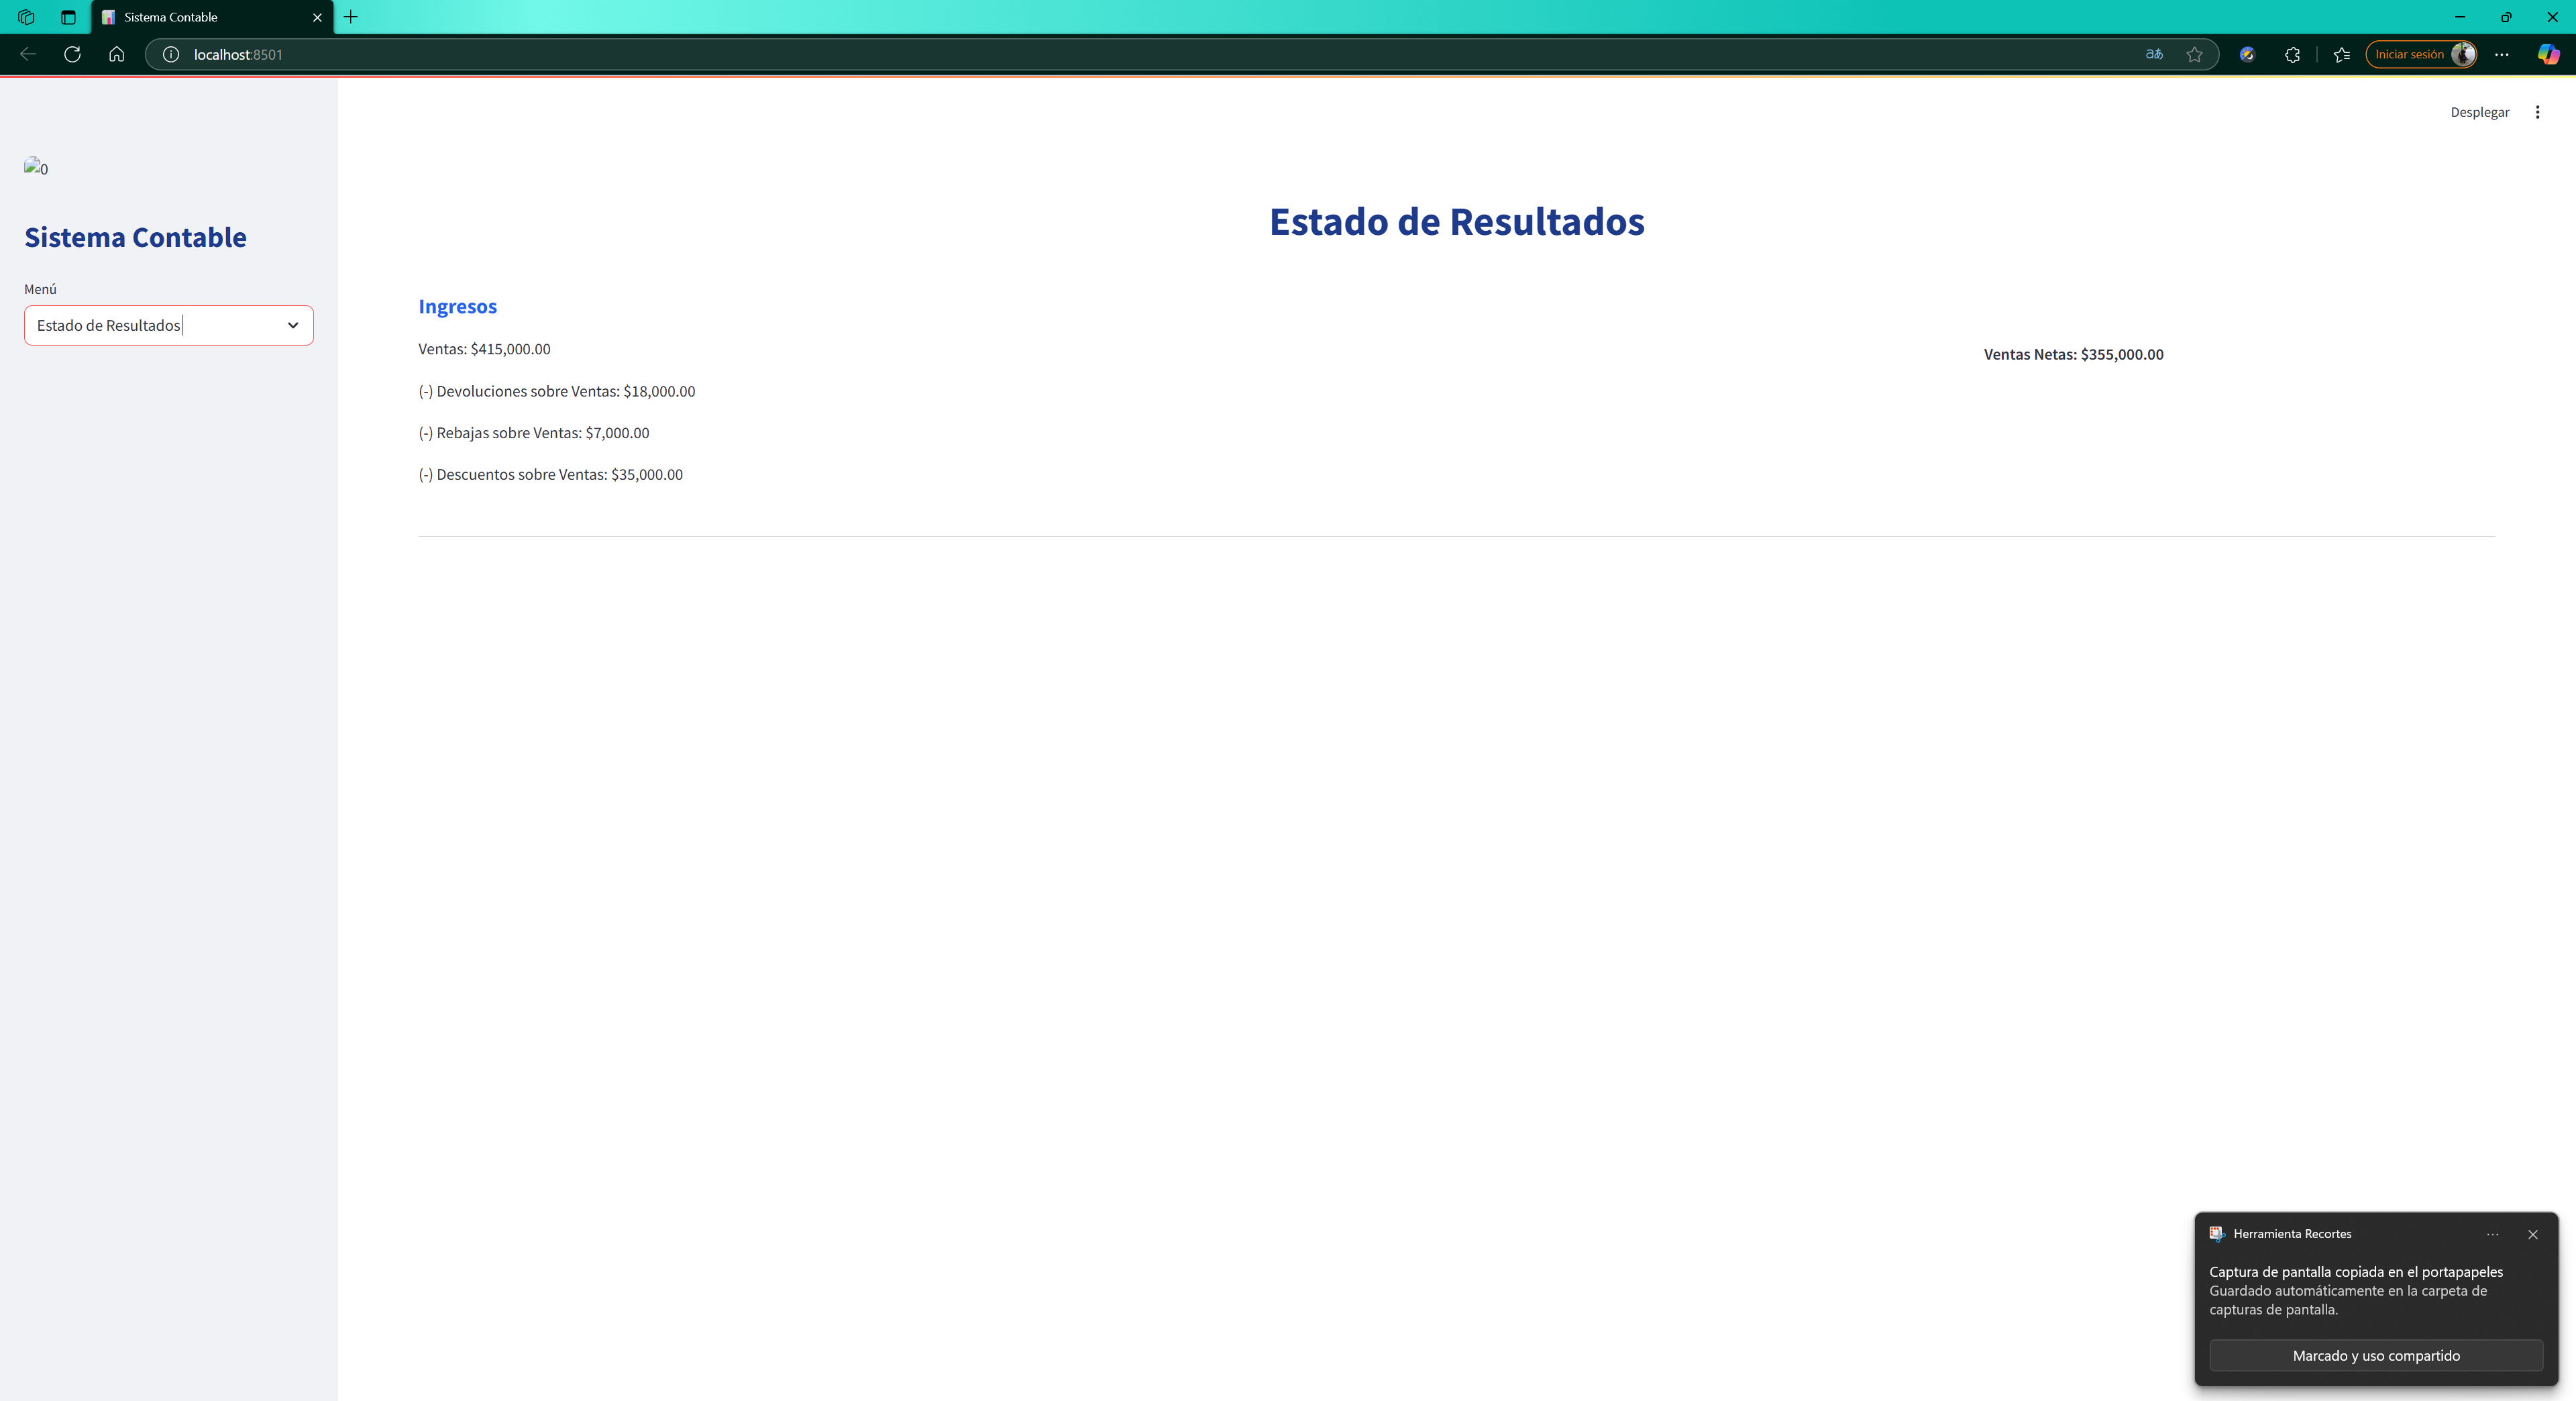 Sistema Contable
localhost:8501
aあ
Iniciar sesión
Desplegar
0
Sistema Contable
Menú
Estado de Resultados
Estado de Resultados
Ingresos
Ventas: $415,000.00
Ventas Netas: $355,000.00
(-) Devoluciones sobre Ventas: $18,000.00
(-) Rebajas sobre Ventas: $7,000.00
(-) Descuentos sobre Ventas: $35,000.00
Herramienta Recortes
Captura de pantalla copiada en el portapapeles
Guardado automáticamente en la carpeta de
capturas de pantalla.
Marcado y uso compartido